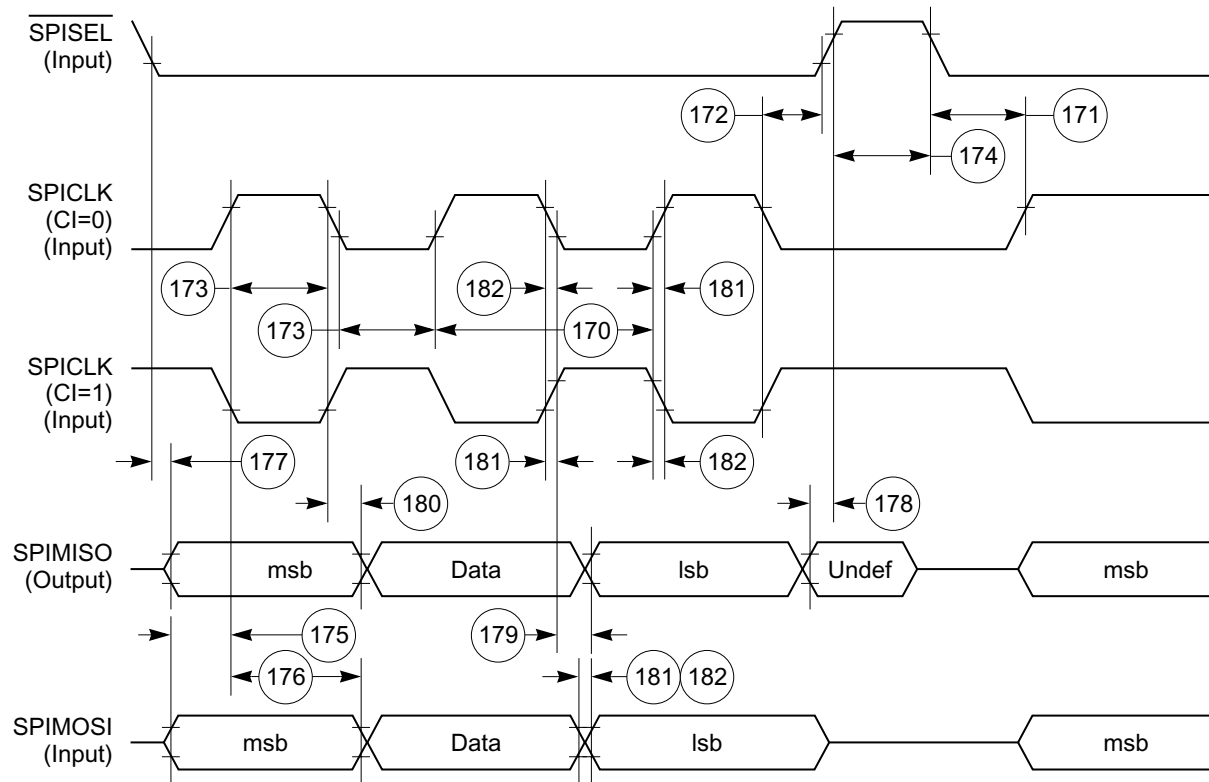 SPISEL
(Input)
172
171
174
SPICLK
(CI=0)
(Input)
173
182
181
173
170
SPICLK
(CI=1)
(Input)
177
181
182
180
178
SPIMISO
(Output)
msb
Data
lsb
Undef
msb
175
179
176
181
182
SPIMOSI
(Input)
msb
Data
lsb
msb